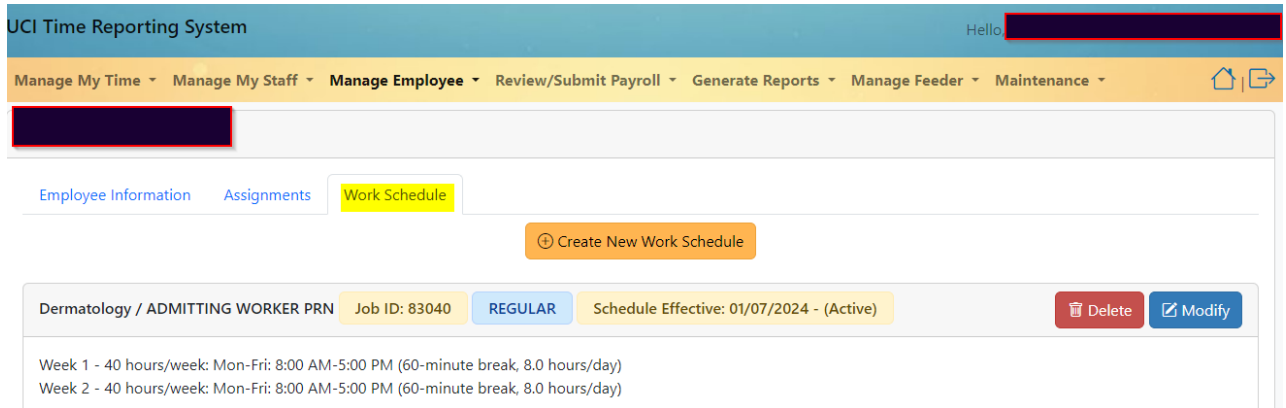 UCI Time Reporting System
Hello,
Manage My Time Manage My Staff Manage Employee Review/Submit Payroll Generate Reports Manage Feeder Maintenance
Employee Information Assignments Work Schedule
Create New Work Schedule
Dermatology / ADMITTING WORKER PRN Job ID: 83040 REGULAR Schedule Effective: 01/07/2024 - (Active) Delete Modify
Week 1 - 40 hours/week: Mon-Fri: 8:00 AM-5:00 PM (60-minute break, 8.0 hours/day)
Week 2 - 40 hours/week: Mon-Fri: 8:00 AM-5:00 PM (60-minute break, 8.0 hours/day)